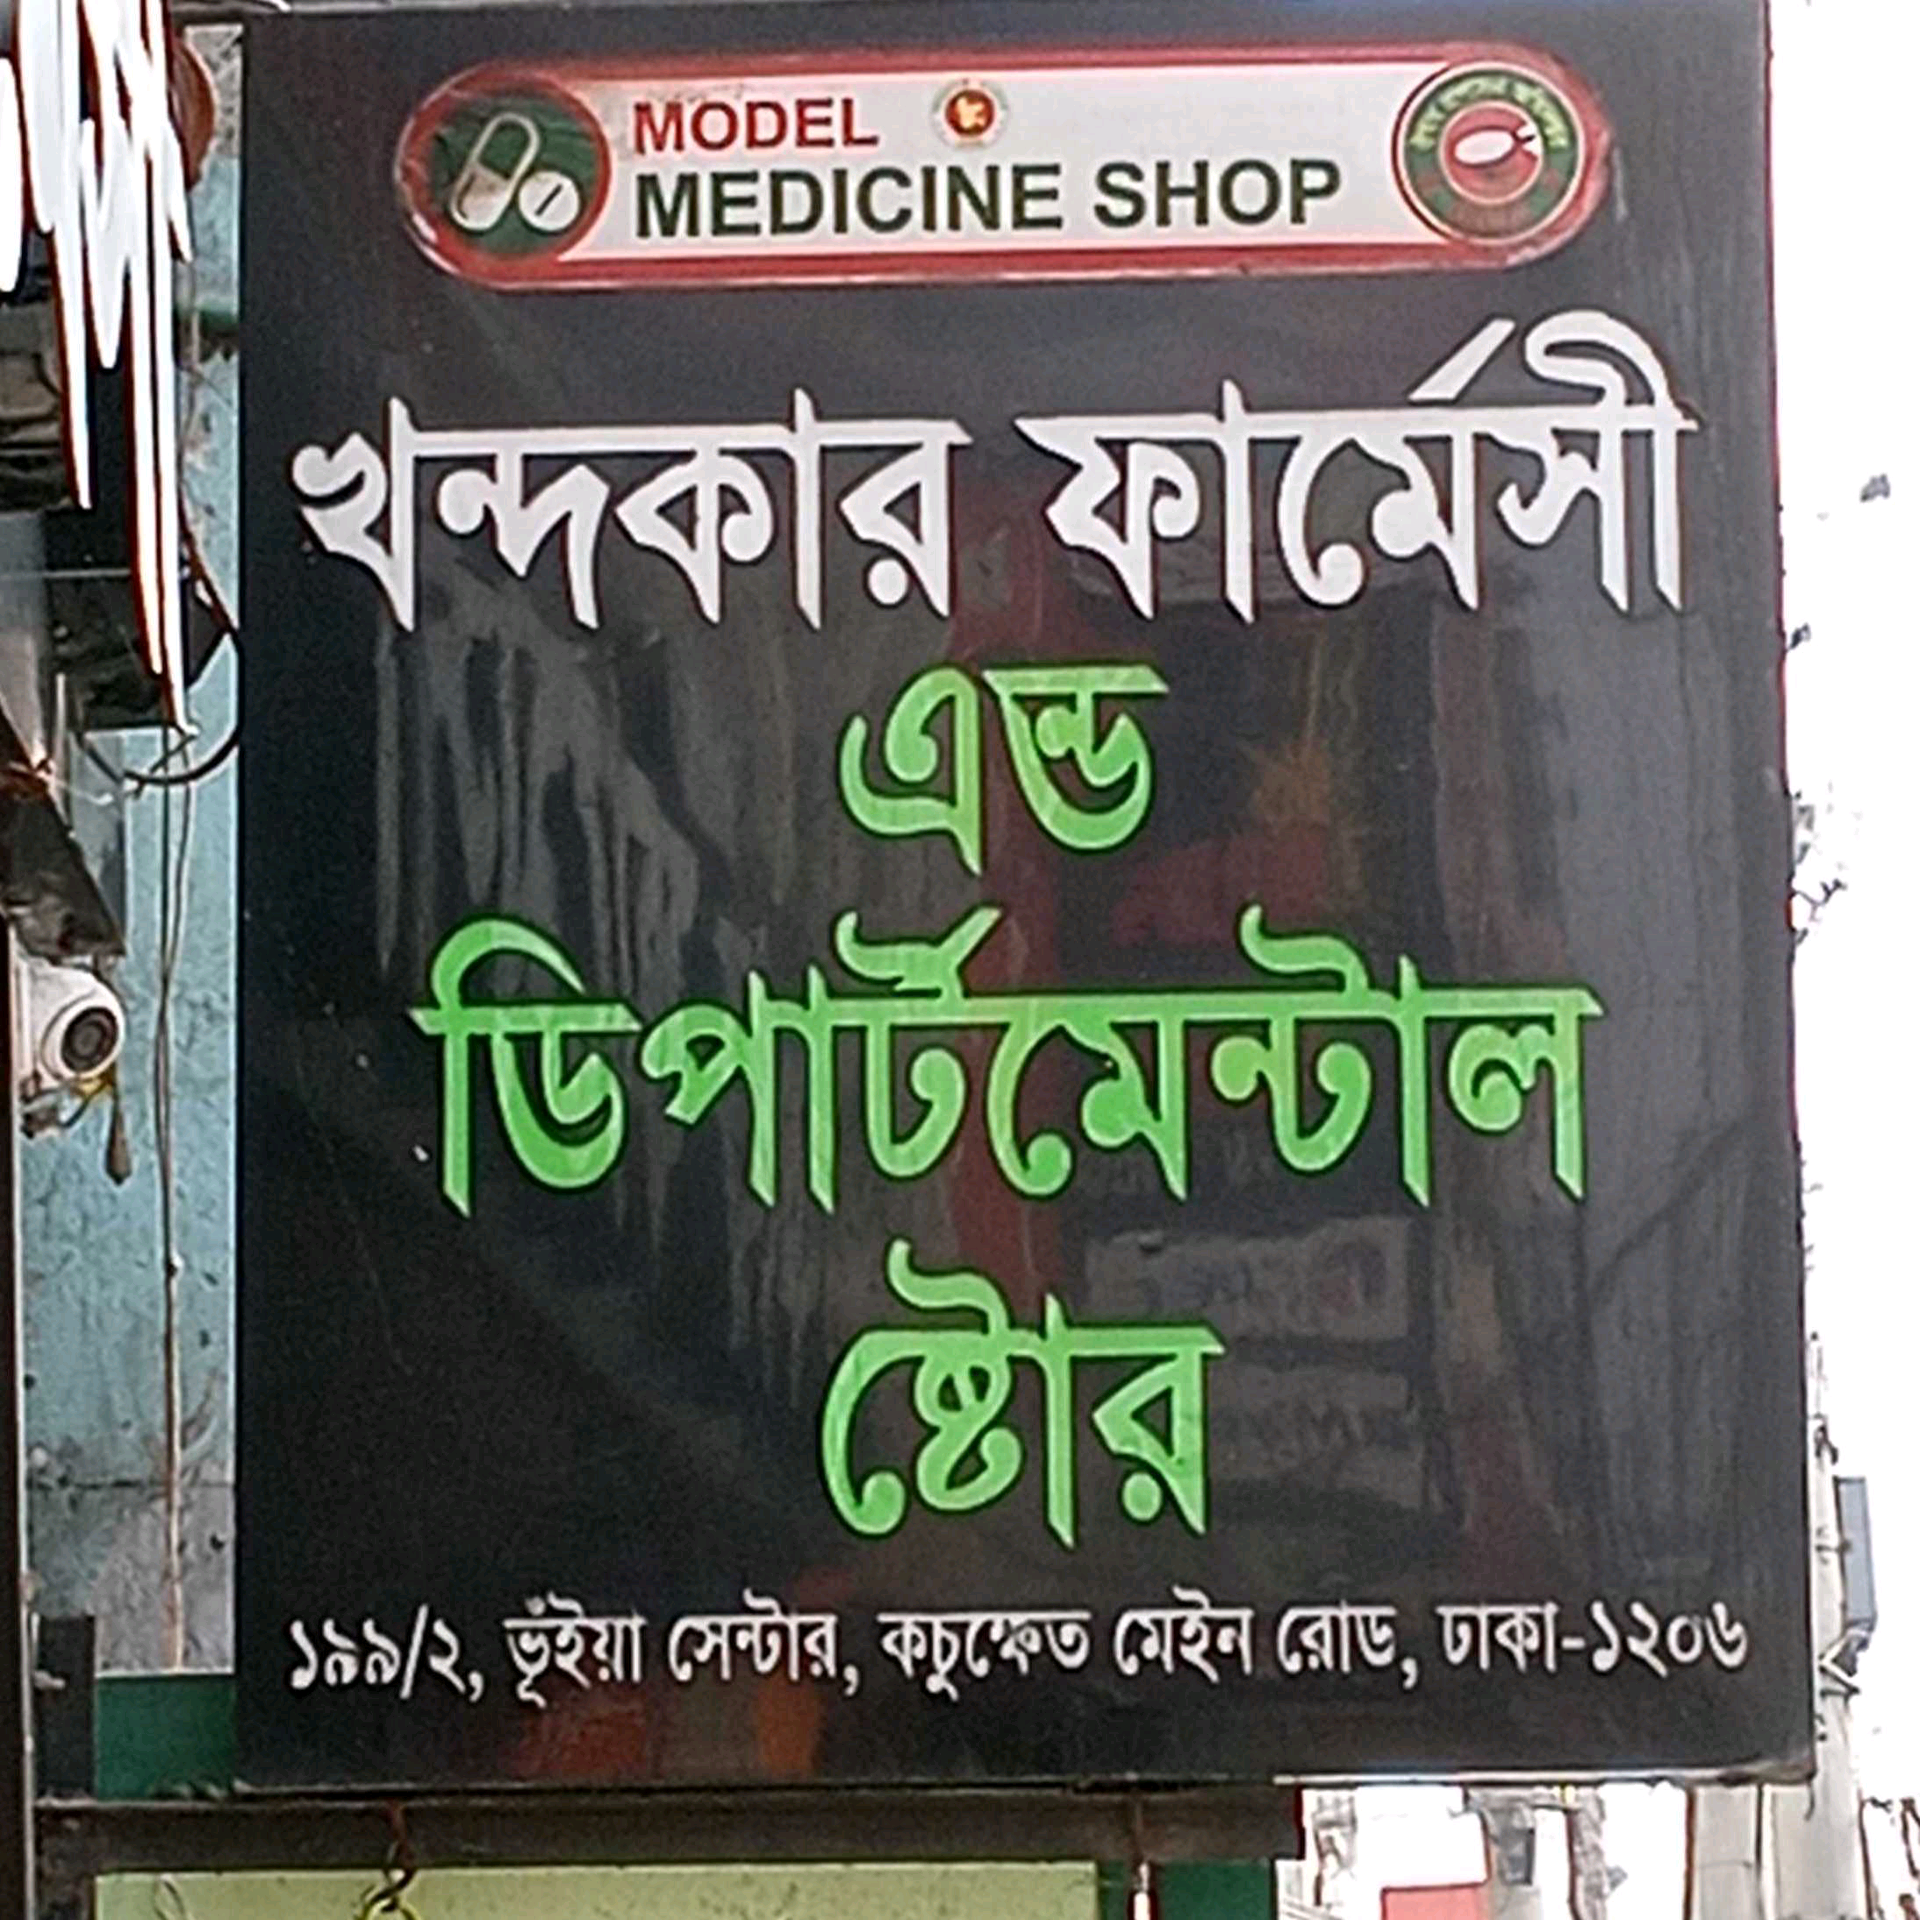 MODEL
MEDICINE SHOP
খন্দকার ফার্মেসী
এন্ড
ডিপার্টমেন্টাল
ষ্টোর
১৯৯/২, ভূঁইয়া সেন্টার, কচুক্ষেত মেইন রোড, ঢাকা-১২০৬